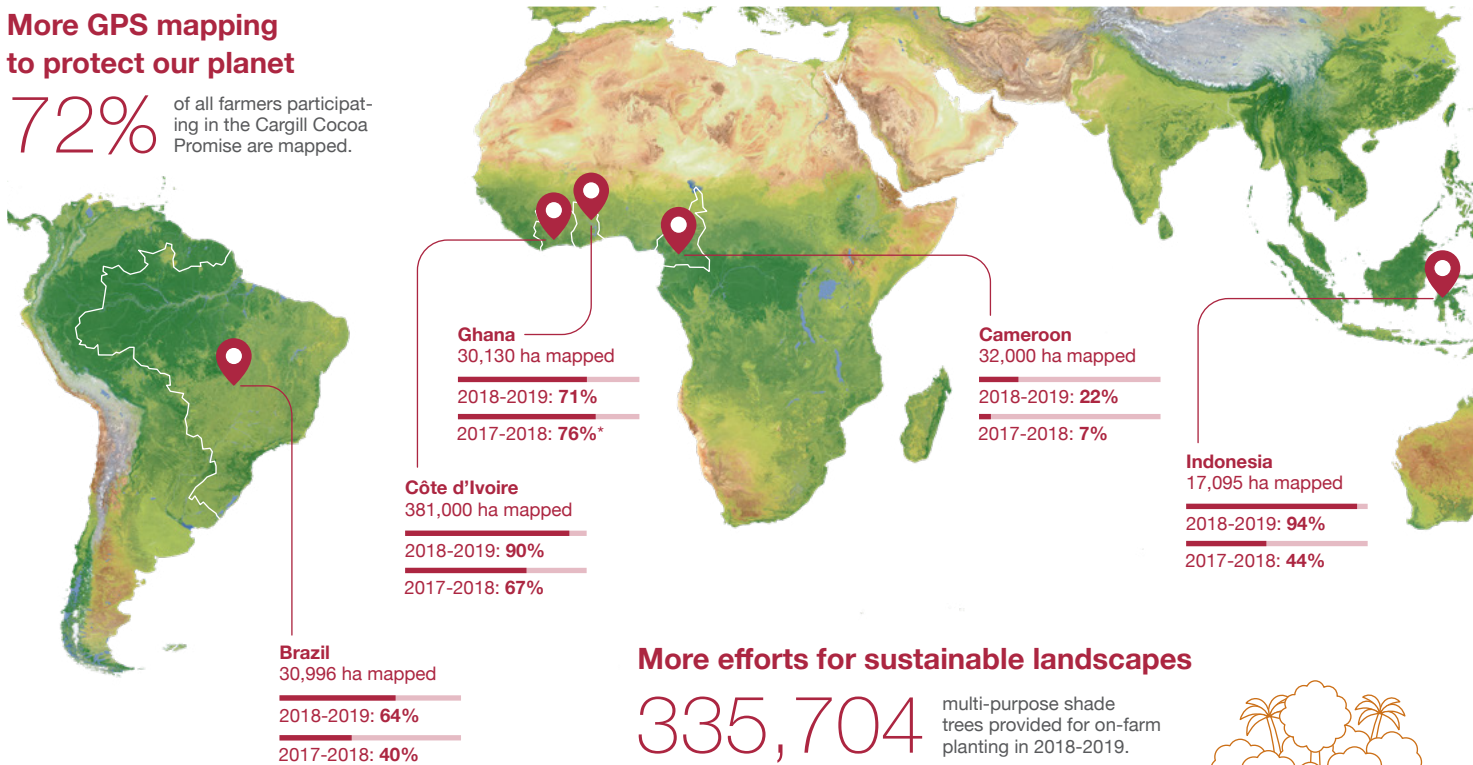 More GPS mapping
to protect our planet
72%
of all farmers participat-
ing in the Cargill Cocoa
Promise are mapped.
Ghana
30,130 ha mapped
2018-2019: 71%
2017-2018: 76%*
Cameroon
32,000 ha mapped
2018-2019: 22%
2017-2018: 7%
Côte d’Ivoire
381,000 ha mapped
2018-2019: 90%
2017-2018: 67%
Indonesia
17,095 ha mapped
2018-2019: 94%
2017-2018: 44%
Brazil
30,996 ha mapped
2018-2019: 64%
2017-2018: 40%
More efforts for sustainable landscapes
335,704
multi-purpose shade
trees provided for on-farm
planting in 2018-2019.